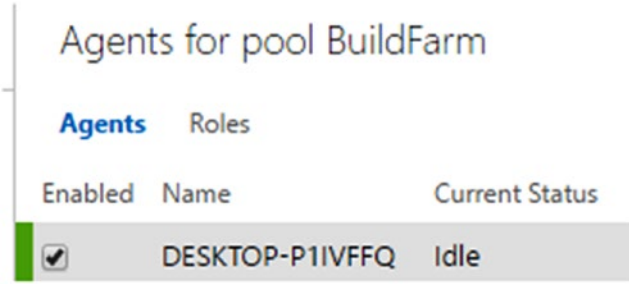 Agents for pool BuildFarm
Agents Roles
Enabled Name Current Status
DESKTOP-P1IVFFQ Idle